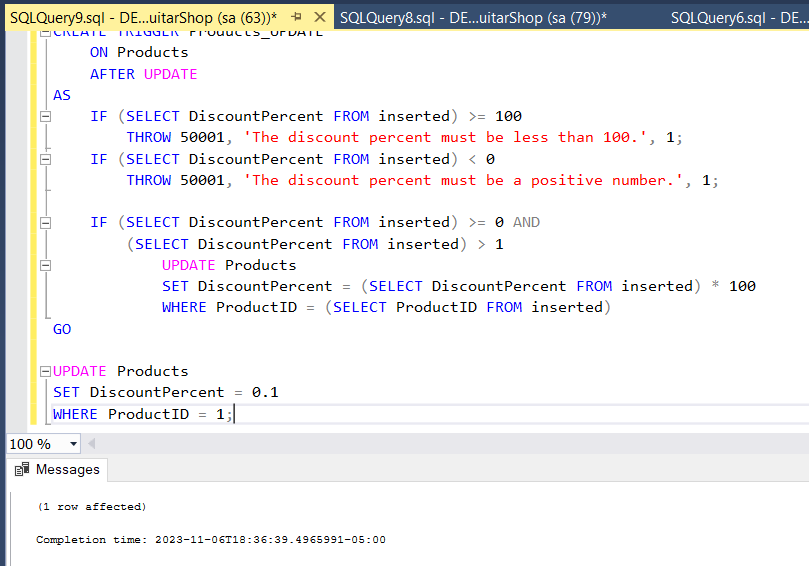 SQLQuery9.sql - DE...uitarShop (sa (63))* SQLQuery8.sql - DE...uitarShop (sa (79))* SQLQuery6.sql - DE...
CREATE TRIGGER Products_UPDATE
ON Products
AFTER UPDATE
AS
IF (SELECT DiscountPercent FROM inserted) >= 100
THROW 50001, 'The discount percent must be less than 100.', 1;
IF (SELECT DiscountPercent FROM inserted) < 0
THROW 50001, 'The discount percent must be a positive number.', 1;
IF (SELECT DiscountPercent FROM inserted) >= 0 AND
(SELECT DiscountPercent FROM inserted) > 1
UPDATE Products
SET DiscountPercent = (SELECT DiscountPercent FROM inserted) * 100
WHERE ProductID = (SELECT ProductID FROM inserted)
GO
UPDATE Products
SET DiscountPercent = 0.1
WHERE ProductID = 1;
100 %
Messages
(1 row affected)
Completion time: 2023-11-06T18:36:39.4965991-05:00